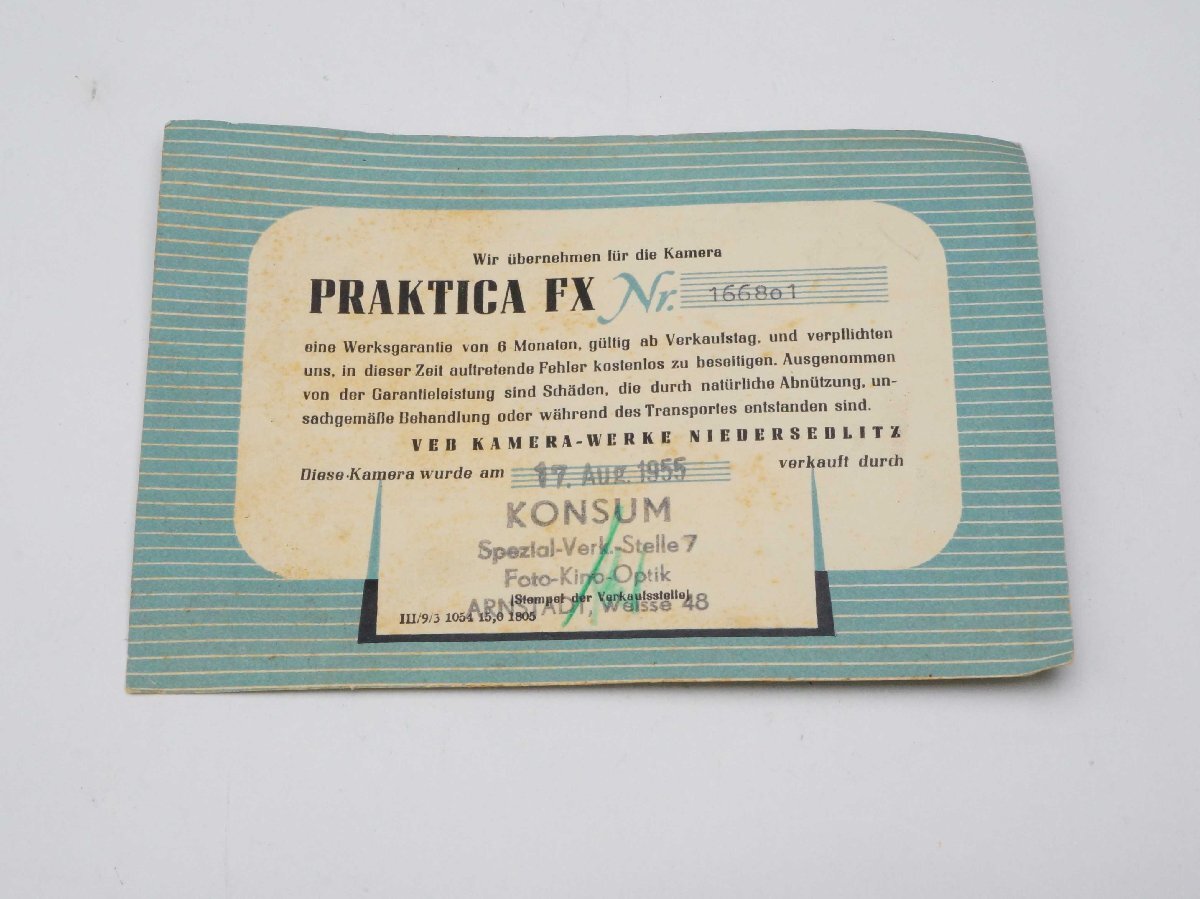 Wir übernehmen für die Kamera
PRAKTICA FX Nr. 1668o1
eine Werksgarantie von 6 Monaten, gültig ab Verkaufstag, und verpflichten
uns, in dieser Zeit auftretende Fehler kostenlos zu beseitigen. Ausgenommen
von der Garantieleistung sind Schäden, die durch natürliche Abnützung, un-
sachgemäße Behandlung oder während des Transportes entstanden sind.
VEB KAMERA-WERKE NIEDERSEDLITZ
Diese Kamera wurde am 17. Aug. 1955 verkauft durch
KONSUM
Spezial-Verk.-Stelle 7
Foto-Kino-Optik
(Stempel der Verkaufsstelle)
ARNSTADT, Weisse 48
III/9/3 1054 15,0 1805